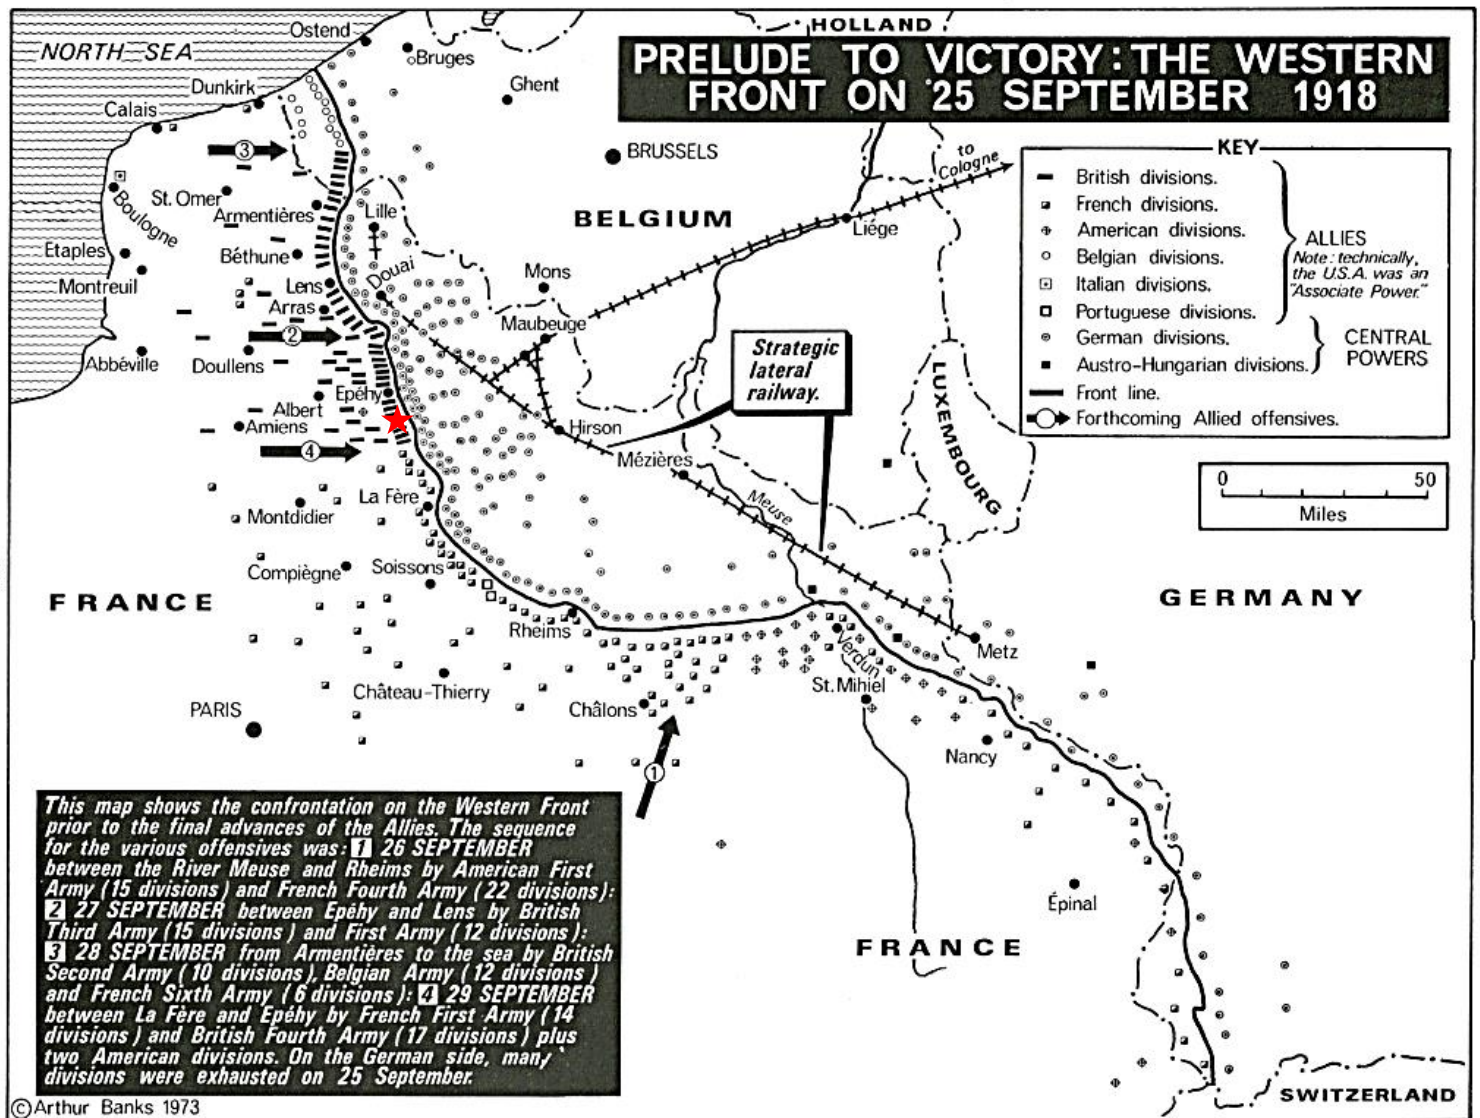 HOLLAND
Ostend
NORTH SEA
Bruges
PRELUDE TO VICTORY: THE WESTERN
FRONT ON 25 SEPTEMBER 1918
Dunkirk
Ghent
Calais
KEY
3
BRUSSELS
to
Cologne
British divisions.
St. Omer
Boulogne
Armentières
Lille
BELGIUM
Liége
French divisions.
American divisions.
Belgian divisions.
Italian divisions.
Portuguese divisions.
ALLIES
Note: technically,
the U.S.A. was an
"Associate Power."
German divisions.
Austro-Hungarian divisions.
CENTRAL
POWERS
Front line.
Forthcoming Allied offensives.
Etaples
Béthune
Montreuil
Lens
Douai
Mons
Arras
Maubeuge
2
Abbéville
Doullens
Strategic
lateral
railway.
LUXEMBOURG
Epéhy
Albert
Amiens
Hirson
4
Mézières
0 50
Miles
La Fère
Montdidier
Meuse
Compiègne
Soissons
FRANCE
GERMANY
Rheims
Verdun
Metz
Château-Thierry
St. Mihiel
PARIS
Châlons
Nancy
1
This map shows the confrontation on the Western Front
prior to the final advances of the Allies. The sequence
for the various offensives was: 1 26 SEPTEMBER
between the River Meuse and Rheims by American First
Army (15 divisions) and French Fourth Army (22 divisions):
2 27 SEPTEMBER between Epéhy and Lens by British
Third Army (15 divisions) and First Army (12 divisions):
3 28 SEPTEMBER from Armentières to the sea by British
Second Army (10 divisions), Belgian Army (12 divisions)
and French Sixth Army (6 divisions): 4 29 SEPTEMBER
between La Fère and Epéhy by French First Army (14
divisions) and British Fourth Army (17 divisions) plus
two American divisions. On the German side, many
divisions were exhausted on 25 September.
Épinal
FRANCE
SWITZERLAND
©Arthur Banks 1973